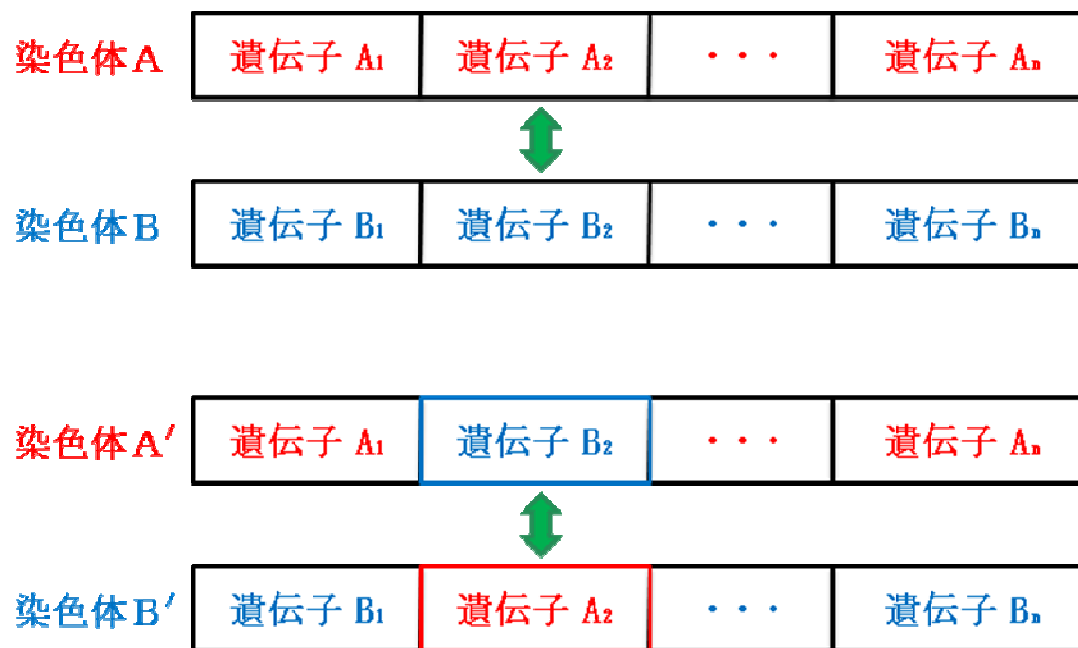 染色体A 遺伝子 A₁ 遺伝子 A₂ ・・・ 遺伝子 Aₙ
染色体B 遺伝子 B₁ 遺伝子 B₂ ・・・ 遺伝子 Bₙ
染色体A′ 遺伝子 A₁ 遺伝子 B₂ ・・・ 遺伝子 Aₙ
染色体B′ 遺伝子 B₁ 遺伝子 A₂ ・・・ 遺伝子 Bₙ